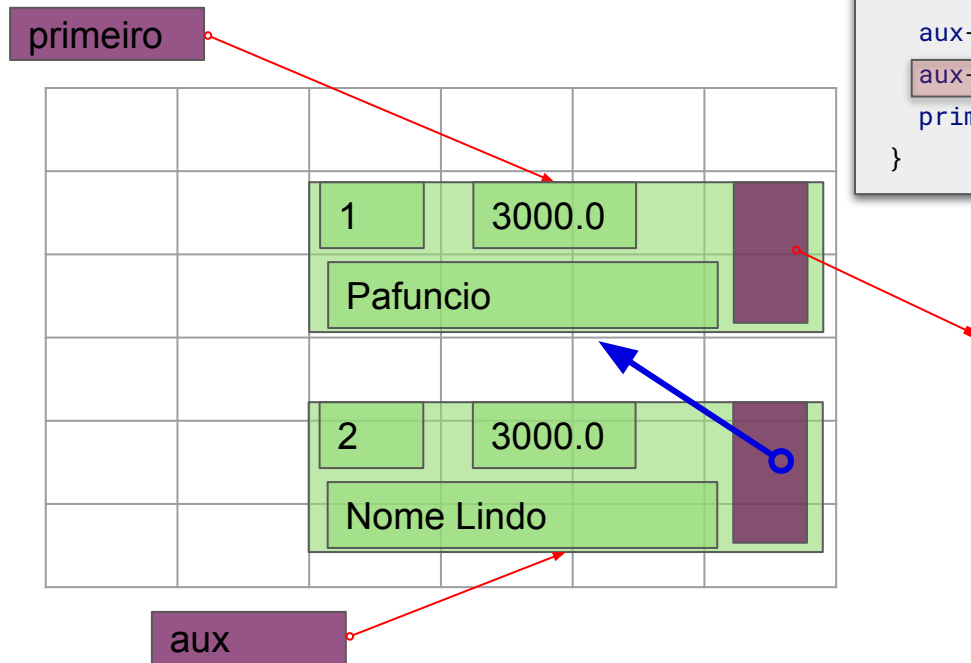 primeiro
aux-
aux-
prim
}
1 3000.0
Pafuncio
2 3000.0
Nome Lindo
aux